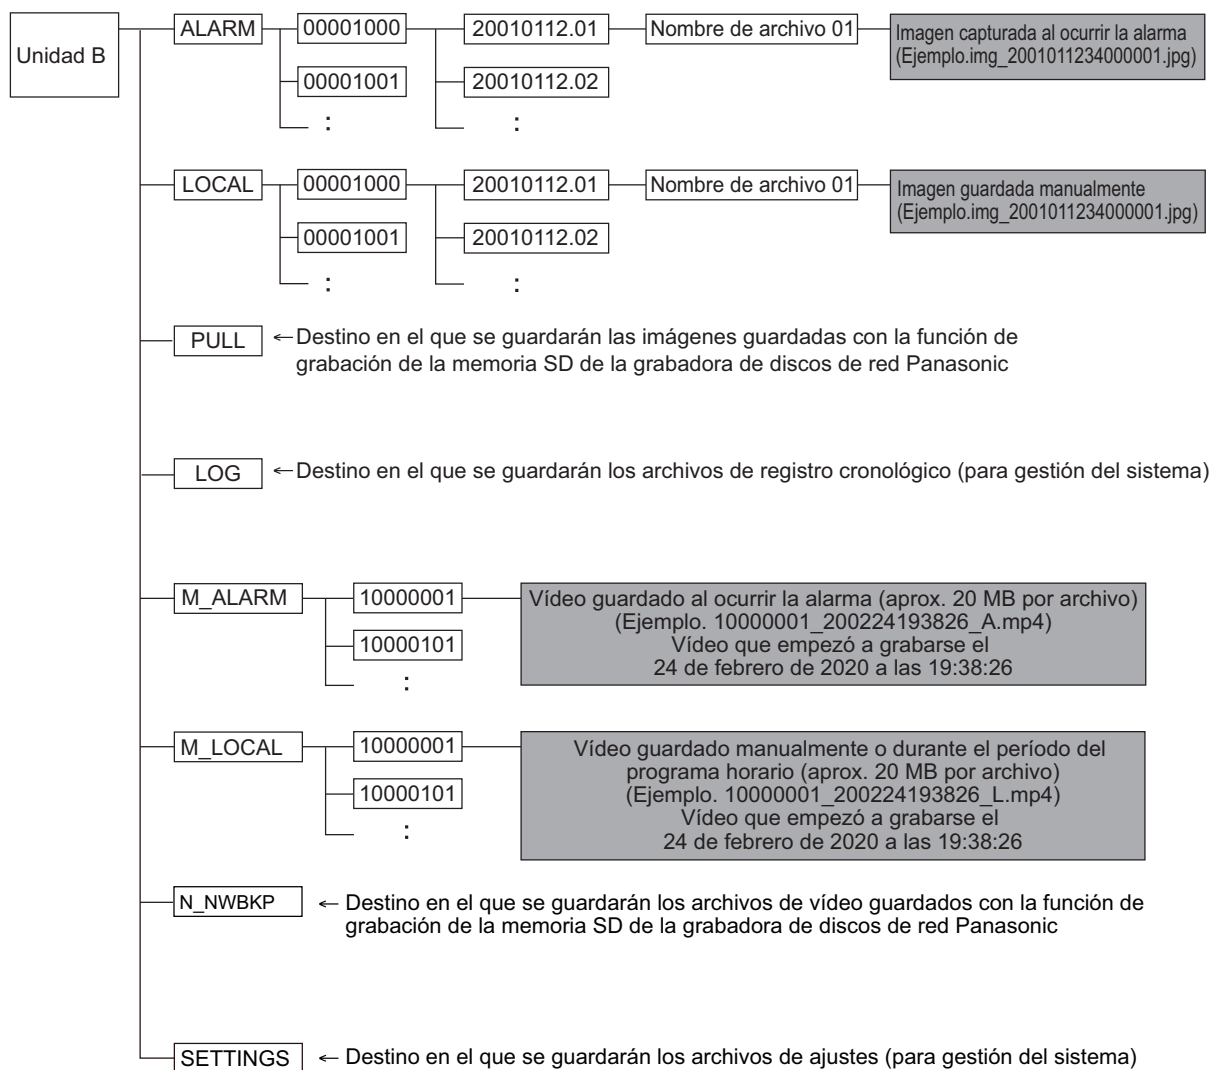 Unidad B
ALARM
00001000
20010112.01
Nombre de archivo 01
Imagen capturada al ocurrir la alarma
(Ejemplo.img_2001011234000001.jpg)
00001001
20010112.02
:
:
LOCAL
00001000
20010112.01
Nombre de archivo 01
Imagen guardada manualmente
(Ejemplo.img_2001011234000001.jpg)
00001001
20010112.02
:
:
PULL
←Destino en el que se guardarán las imágenes guardadas con la función de
grabación de la memoria SD de la grabadora de discos de red Panasonic
LOG
←Destino en el que se guardarán los archivos de registro cronológico (para gestión del sistema)
M_ALARM
10000001
Vídeo guardado al ocurrir la alarma (aprox. 20 MB por archivo)
(Ejemplo. 10000001_200224193826_A.mp4)
Vídeo que empezó a grabarse el
24 de febrero de 2020 a las 19:38:26
10000101
:
M_LOCAL
10000001
Vídeo guardado manualmente o durante el período del
programa horario (aprox. 20 MB por archivo)
(Ejemplo. 10000001_200224193826_L.mp4)
Vídeo que empezó a grabarse el
24 de febrero de 2020 a las 19:38:26
10000101
:
N_NWBKP
← Destino en el que se guardarán los archivos de vídeo guardados con la función de
grabación de la memoria SD de la grabadora de discos de red Panasonic
SETTINGS
← Destino en el que se guardarán los archivos de ajustes (para gestión del sistema)